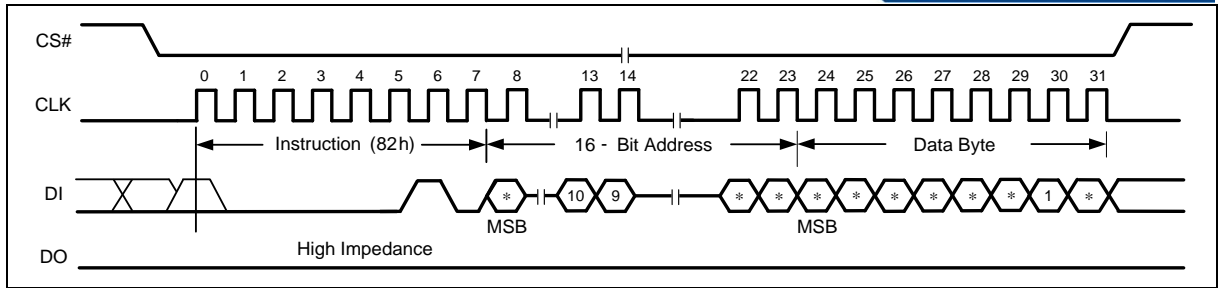 CS#
0 1 2 3 4 5 6 7 8 13 14 22 23 24 25 26 27 28 29 30 31
CLK
Instruction (82h) 16 - Bit Address Data Byte
DI * 10 9 * * * * * * * * 1 *
MSB MSB
High Impedance
DO